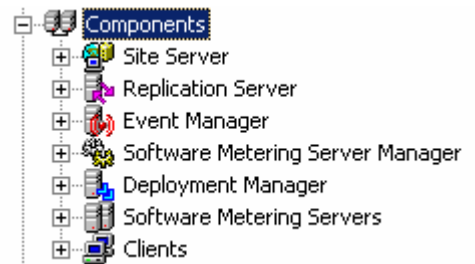 Components
Site Server
Replication Server
Event Manager
Software Metering Server Manager
Deployment Manager
Software Metering Servers
Clients